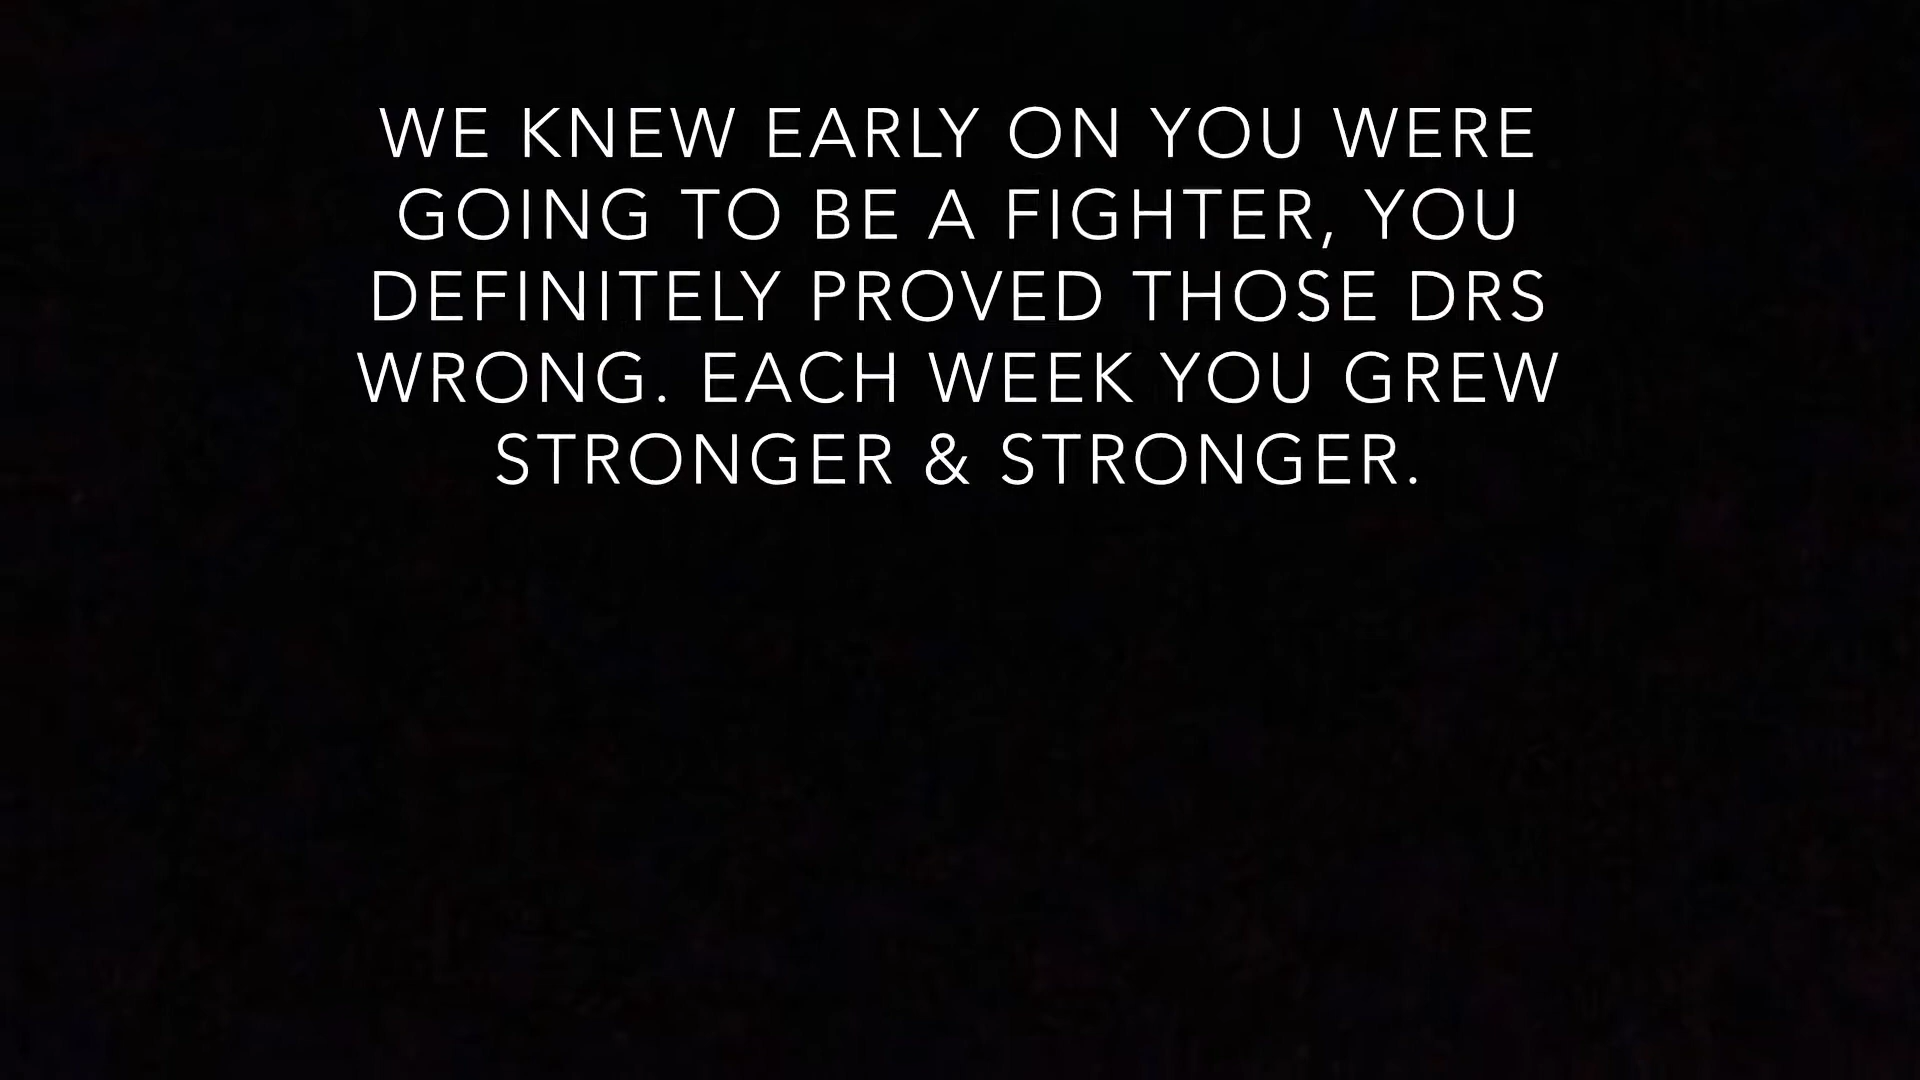 WE KNEW EARLY ON YOU WERE
GOING TO BE A FIGHTER, YOU
DEFINITELY PROVED THOSE DRS
WRONG. EACH WEEK YOU GREW
STRONGER & STRONGER.